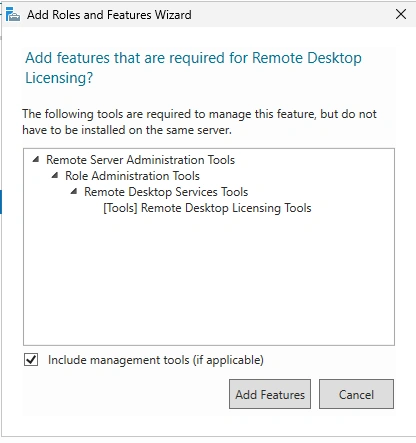 Add Roles and Features Wizard
Add features that are required for Remote Desktop
Licensing?
The following tools are required to manage this feature, but do not
have to be installed on the same server.
Remote Server Administration Tools
Role Administration Tools
Remote Desktop Services Tools
[Tools] Remote Desktop Licensing Tools
Include management tools (if applicable)
Add Features
Cancel